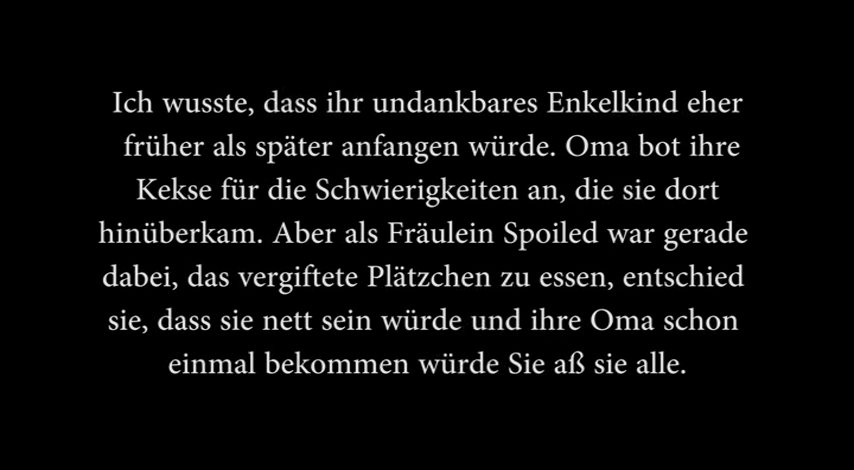 Ich wusste, dass ihr undankbares Enkelkind eher
früher als später anfangen würde. Oma bot ihre
Kekse für die Schwierigkeiten an, die sie dort
hinüberkam. Aber als Fräulein Spoiled war gerade
dabei, das vergiftete Plätzchen zu essen, entschied
sie, dass sie nett sein würde und ihre Oma schon
einmal bekommen würde Sie aß sie alle.